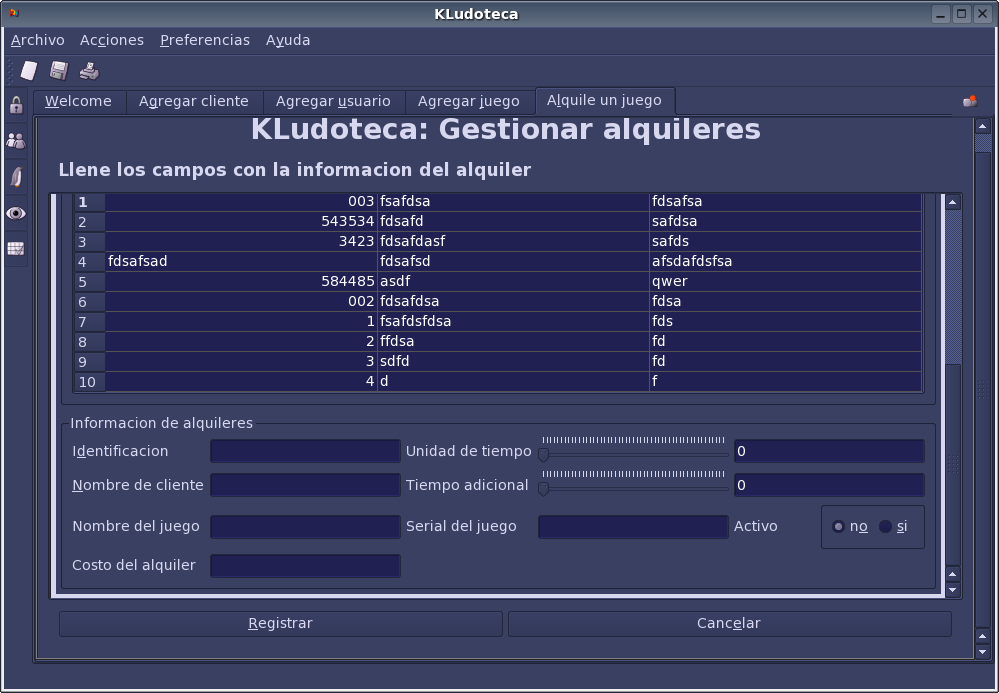 KLudoteca
Archivo Acciones Preferencias Ayuda
Welcome Agregar cliente Agregar usuario Agregar juego Alquile un juego
KLudoteca: Gestionar alquileres
Llene los campos con la informacion del alquiler
1 003 fsafdsa fdsafsa
2 543534 fdsafd safdsa
3 3423 fdsafdasf safds
4 fdsafsad fdsafsd afsdafdsfsa
5 584485 asdf qwer
6 002 fdsafdsa fdsa
7 1 fsafdsfdsa fds
8 2 ffdsa fd
9 3 sdfd fd
10 4 d f
Informacion de alquileres
Identificacion Unidad de tiempo 0
Nombre de cliente Tiempo adicional 0
Nombre del juego Serial del juego Activo no si
Costo del alquiler
Registrar Cancelar